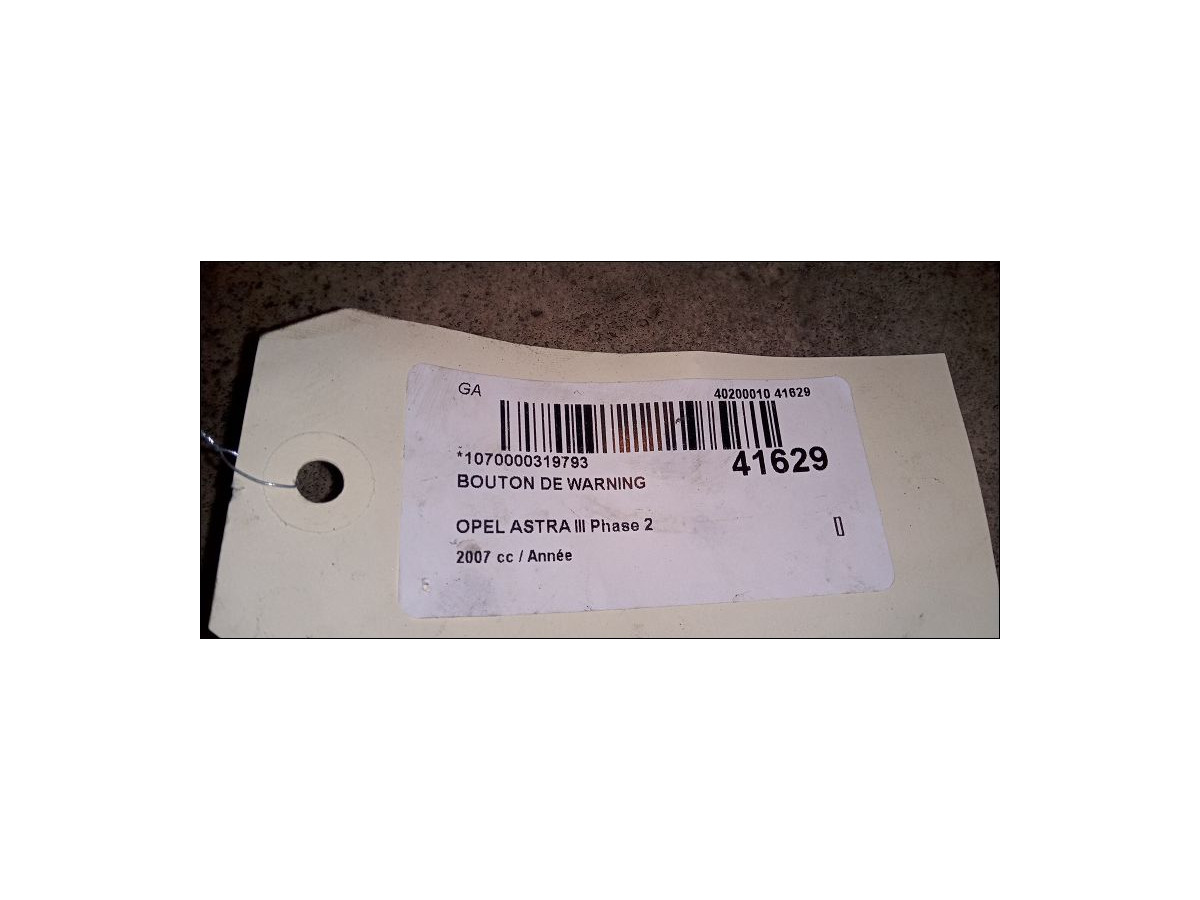 GA
40200010 41629
*1070000319793
41629
BOUTON DE WARNING
OPEL ASTRA III Phase 2
2007 cc / Année